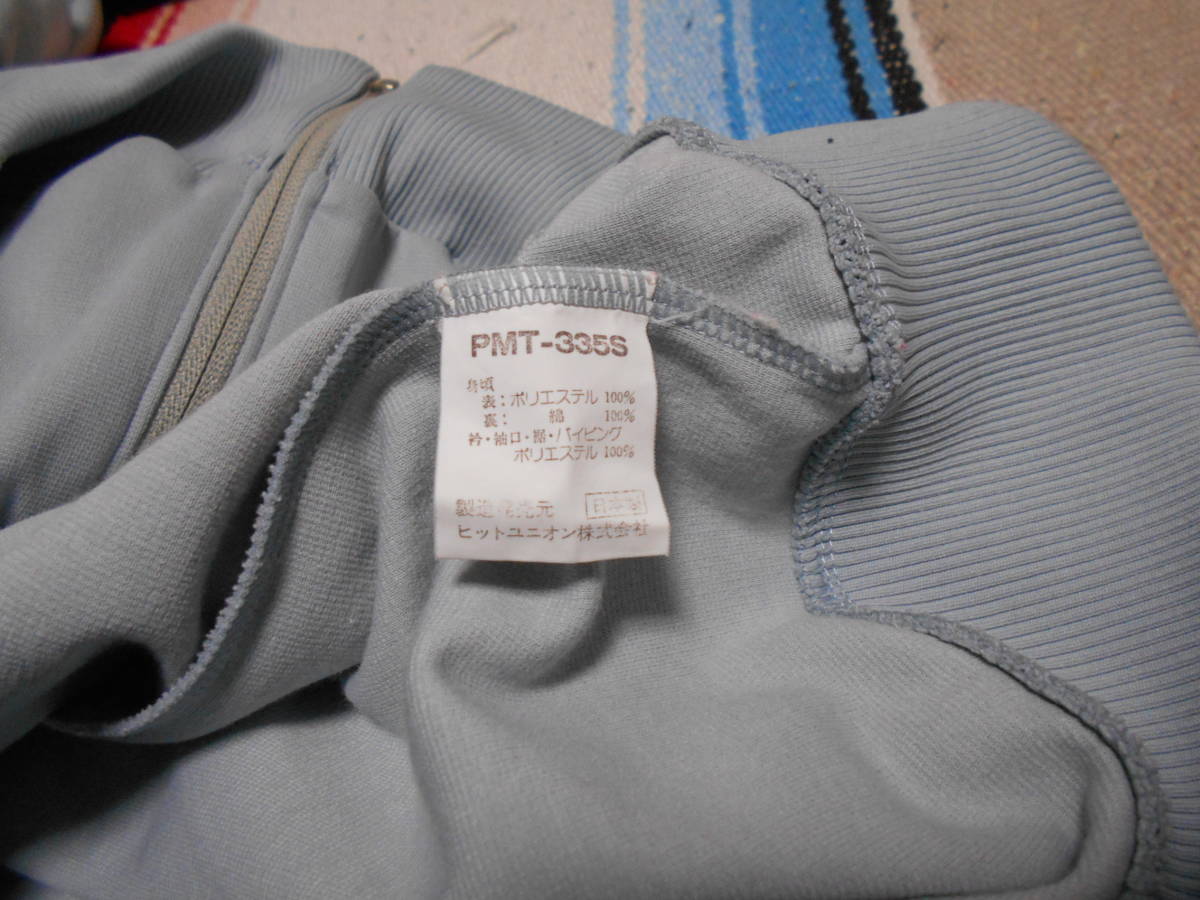 PMT-335S
身頃
表：ポリエステル 100%
裏： 綿 100%
衿・袖口・裾・パイピング
ポリエステル 100%
製造発売元 日本製
ヒットユニオン株式会社